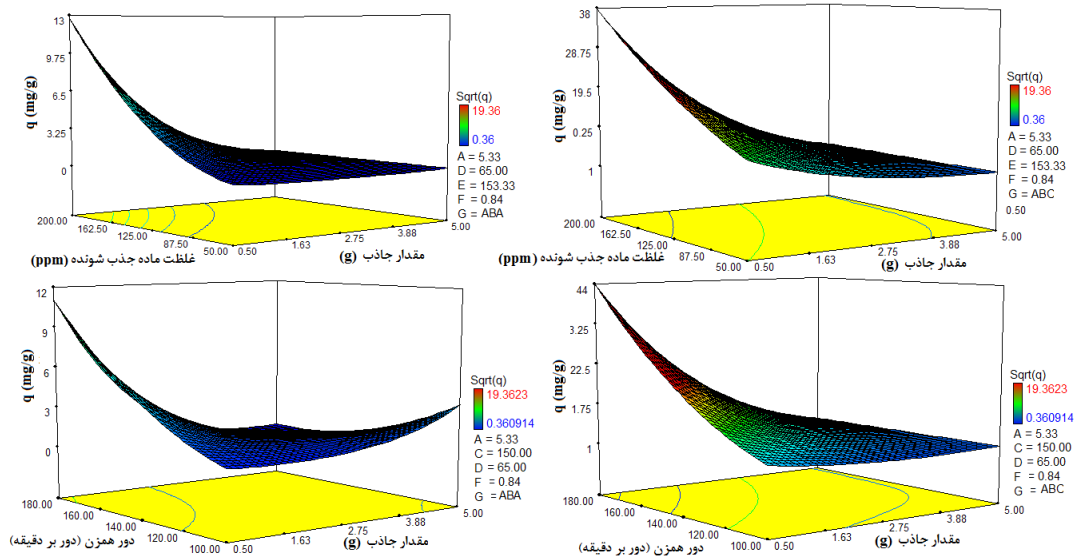 13
9.75
6.5
3.25
0
q (mg/g)
200.00
162.50
125.00
87.50
50.00
0.50
1.63
2.75
3.88
5.00
غلظت ماده جذب شونده (ppm)
مقدار جاذب (g)
Sqrt(q)
19.36
0.36
A = 5.33
D = 65.00
E = 153.33
F = 0.84
G = ABA
38
28.75
19.5
0.25
1
q (mg/g)
200.00
162.50
125.00
87.50
50.00
0.50
1.63
2.75
3.88
5.00
0.50
غلظت ماده جذب شونده (ppm)
مقدار جاذب (g)
Sqrt(q)
19.36
0.36
A = 5.33
D = 65.00
E = 153.33
F = 0.84
G = ABC
12
9
6
3
0
q (mg/g)
180.00
160.00
140.00
120.00
100.00
0.50
1.63
2.75
3.88
5.00
دور همزن (دور بر دقیقه)
مقدار جاذب (g)
Sqrt(q)
19.3623
0.360914
A = 5.33
C = 150.00
D = 65.00
F = 0.84
G = ABA
44
3.25
22.5
1.75
1
q (mg/g)
180.00
160.00
140.00
120.00
100.00
0.50
1.63
2.75
3.88
5.00
دور همزن (دور بر دقیقه)
مقدار جاذب (g)
Sqrt(q)
19.3623
0.360914
A = 5.33
C = 150.00
D = 65.00
F = 0.84
G = ABC